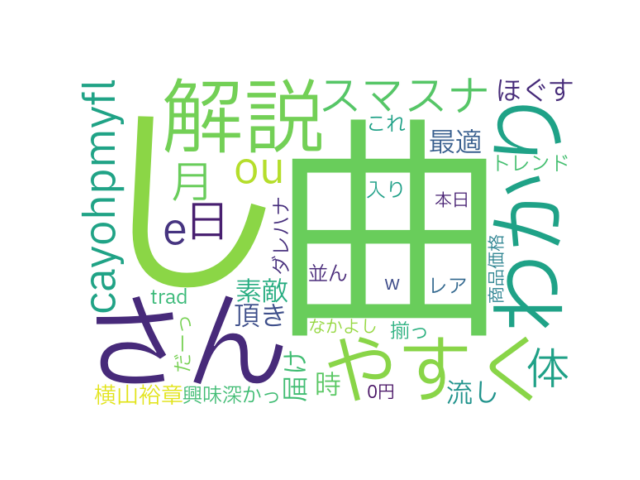 解説
スマスナ
ほぐす
cayohpmyfl
し
曲
これ
最適
わかり
トレンド
月
ou
入り
本日
e
日
ダレハナ
商品価格
並ん
w
レア
素敵
trad
頂き
さん
なかよし
揃っ
だーっ
やすく
体
届け
時
0円
流し
横山裕章
興味深かっ